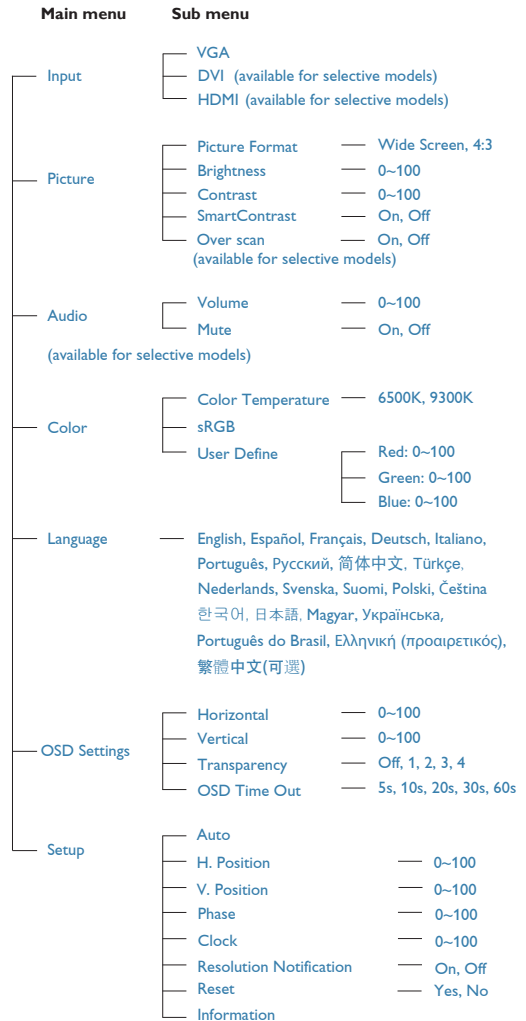 Main menu Sub menu
VGA
Input DVI (available for selective models)
HDMI (available for selective models)
Picture Format Wide Screen, 4:3
Brightness 0~100
Picture
Contrast 0~100
SmartContrast On, Off
Over scan On, Off
(available for selective models)
Volume 0~100
Audio
Mute On, Off
(available for selective models)
Color Temperature 6500K, 9300K
Color sRGB
User Define Red: 0~100
Green: 0~100
Blue: 0~100
Language English, Español, Français, Deutsch, Italiano,
Português, Русский, 简体中文, Türkçe,
Nederlands, Svenska, Suomi, Polski, Čeština
한국어, 日本語, Magyar, Українська,
Português do Brasil, Ελληνική (προαιρετικός),
繁體中文(可選)
Horizontal 0~100
Vertical 0~100
OSD Settings
Transparency Off, 1, 2, 3, 4
OSD Time Out 5s, 10s, 20s, 30s, 60s
Auto
Setup
H. Position 0~100
V. Position 0~100
Phase 0~100
Clock 0~100
Resolution Notification On, Off
Reset Yes, No
Information